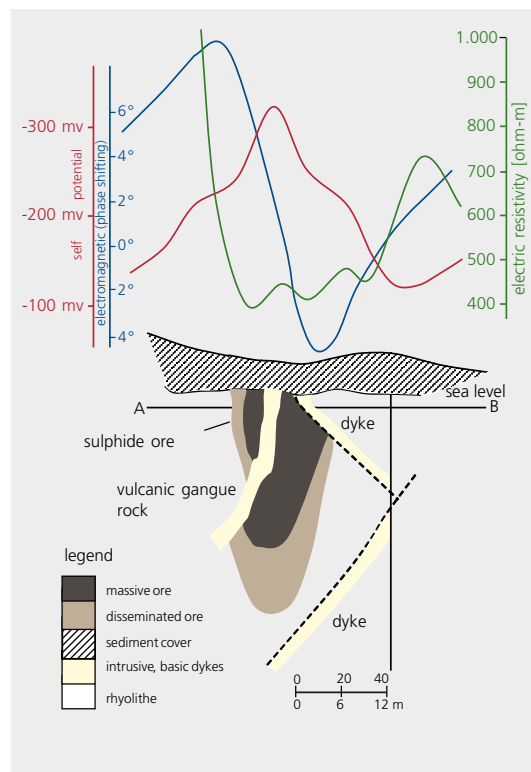 1.000
900
800
700
600
500
400
electric resistivity [ohm-m]
-300 mv
-200 mv
-100 mv
self potential
6°
4°
2°
0°
2°
4°
electromagnetic (phase shifting)
sea level
A
B
sulphide ore
dyke
vulcanic gangue
rock
dyke
legend
massive ore
disseminated ore
sediment cover
intrusive, basic dykes
rhyolithe
0 20 40
0 6 12 m